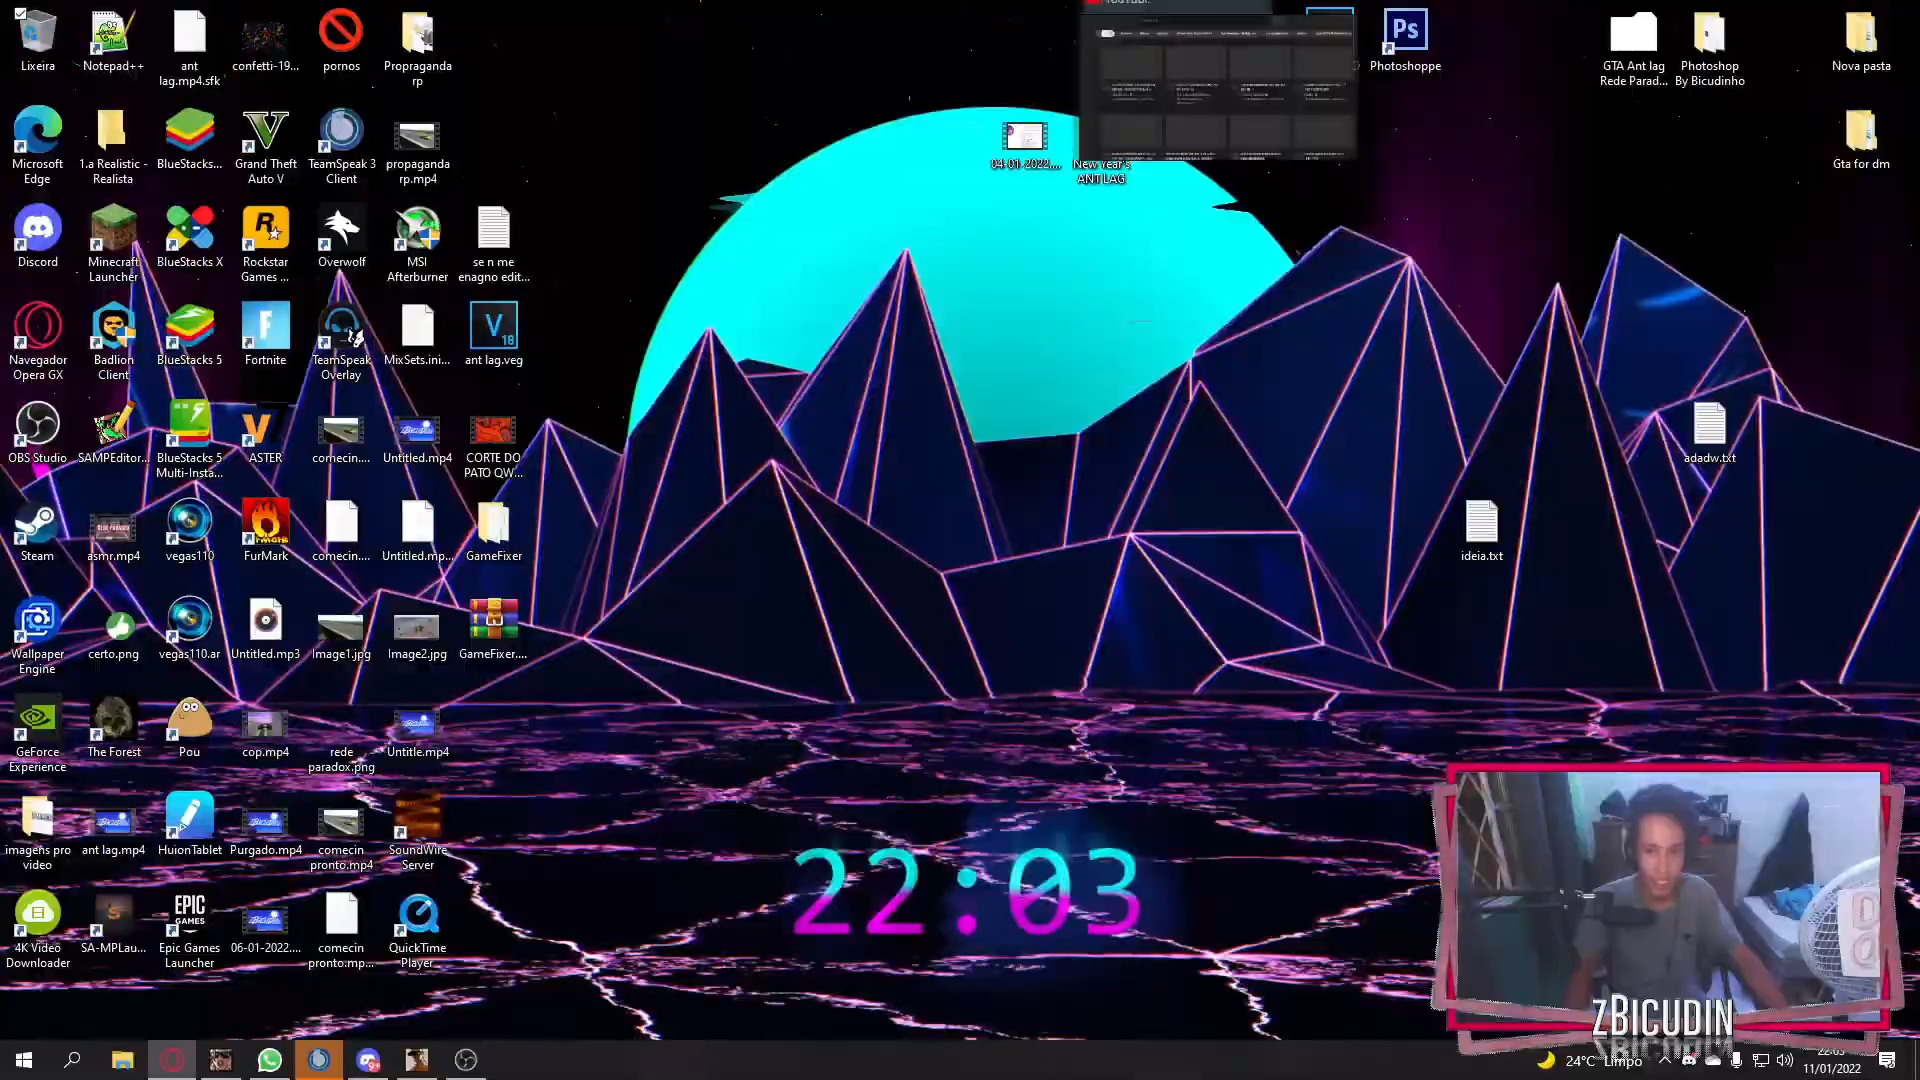 Lixeira
Notepad++
ant
lag.mp4.sfk
confetti-19...
pornos
Propraganda
rp
Photoshoppe
GTA Ant lag
Rede Parad...
Photoshop
By Bicudinho
Nova pasta
Microsoft
Edge
1.a Realistic -
Realista
BlueStacks...
Grand Theft
Auto V
TeamSpeak 3
Client
propaganda
rp.mp4
04-01-2022....
New Year's
ANT LAG
Gta for dm
Discord
Minecraft
Launcher
BlueStacks X
Rockstar
Games ...
Overwolf
MSI
Afterburner
se n me
enagno edit...
Navegador
Opera GX
Badlion
Client
BlueStacks 5
Fortnite
TeamSpeak
Overlay
MixSets.ini...
V
18
ant lag.veg
OBS Studio
SAMPEditor...
BlueStacks 5
Multi-Insta...
ASTER
comecin....
Untitled.mp4
CORTE DO
PATO QW...
adadw.txt
Steam
asmr.mp4
vegas110
FurMark
comecin....
Untitled.mp...
GameFixer
ideia.txt
Wallpaper
Engine
certo.png
vegas110.ar
Untitled.mp3
Image1.jpg
Image2.jpg
GameFixer....
GeForce
Experience
The Forest
Pou
cop.mp4
rede
paradox.png
Untitle.mp4
imagens pro
video
ant lag.mp4
HuionTablet
Purgado.mp4
comecin
pronto.mp4
SoundWire
Server
22:03
4K Video
Downloader
SA-MPLau...
EPIC
GAMES
Epic Games
Launcher
06-01-2022....
comecin
pronto.mp...
QuickTime
Player
zBicudin
24°C Limpo
22:03
11/01/2022